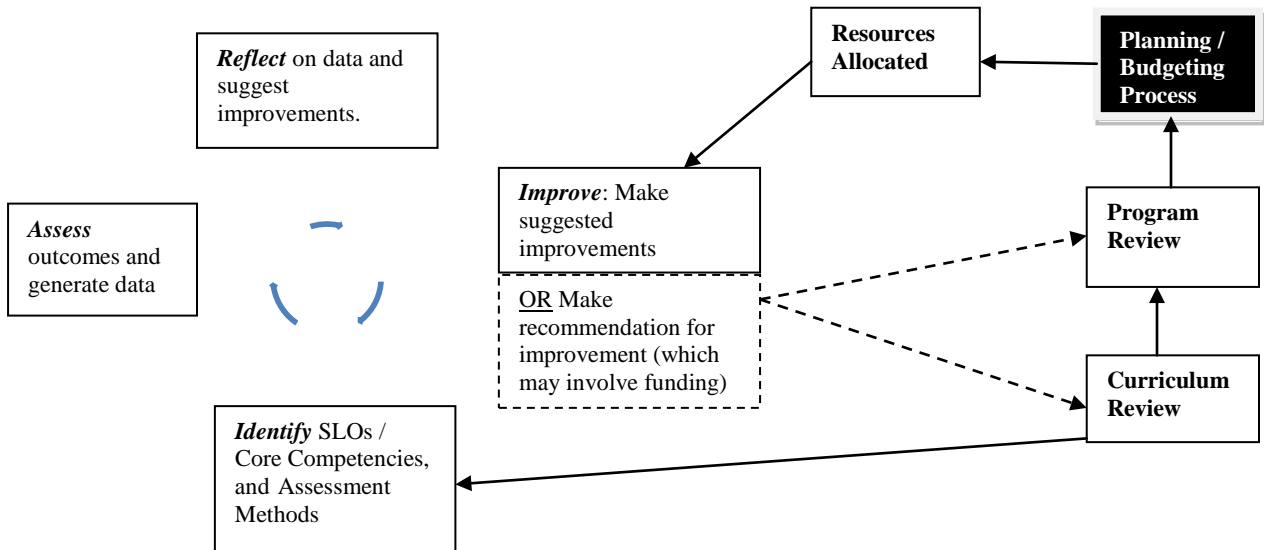 Reflect on data and
suggest
improvements.
Resources
Allocated
Planning /
Budgeting
Process
Assess
outcomes and
generate data
Improve: Make
suggested
improvements
OR Make
recommendation for
improvement (which
may involve funding)
Program
Review
Curriculum
Review
Identify SLOs /
Core Competencies,
and Assessment
Methods